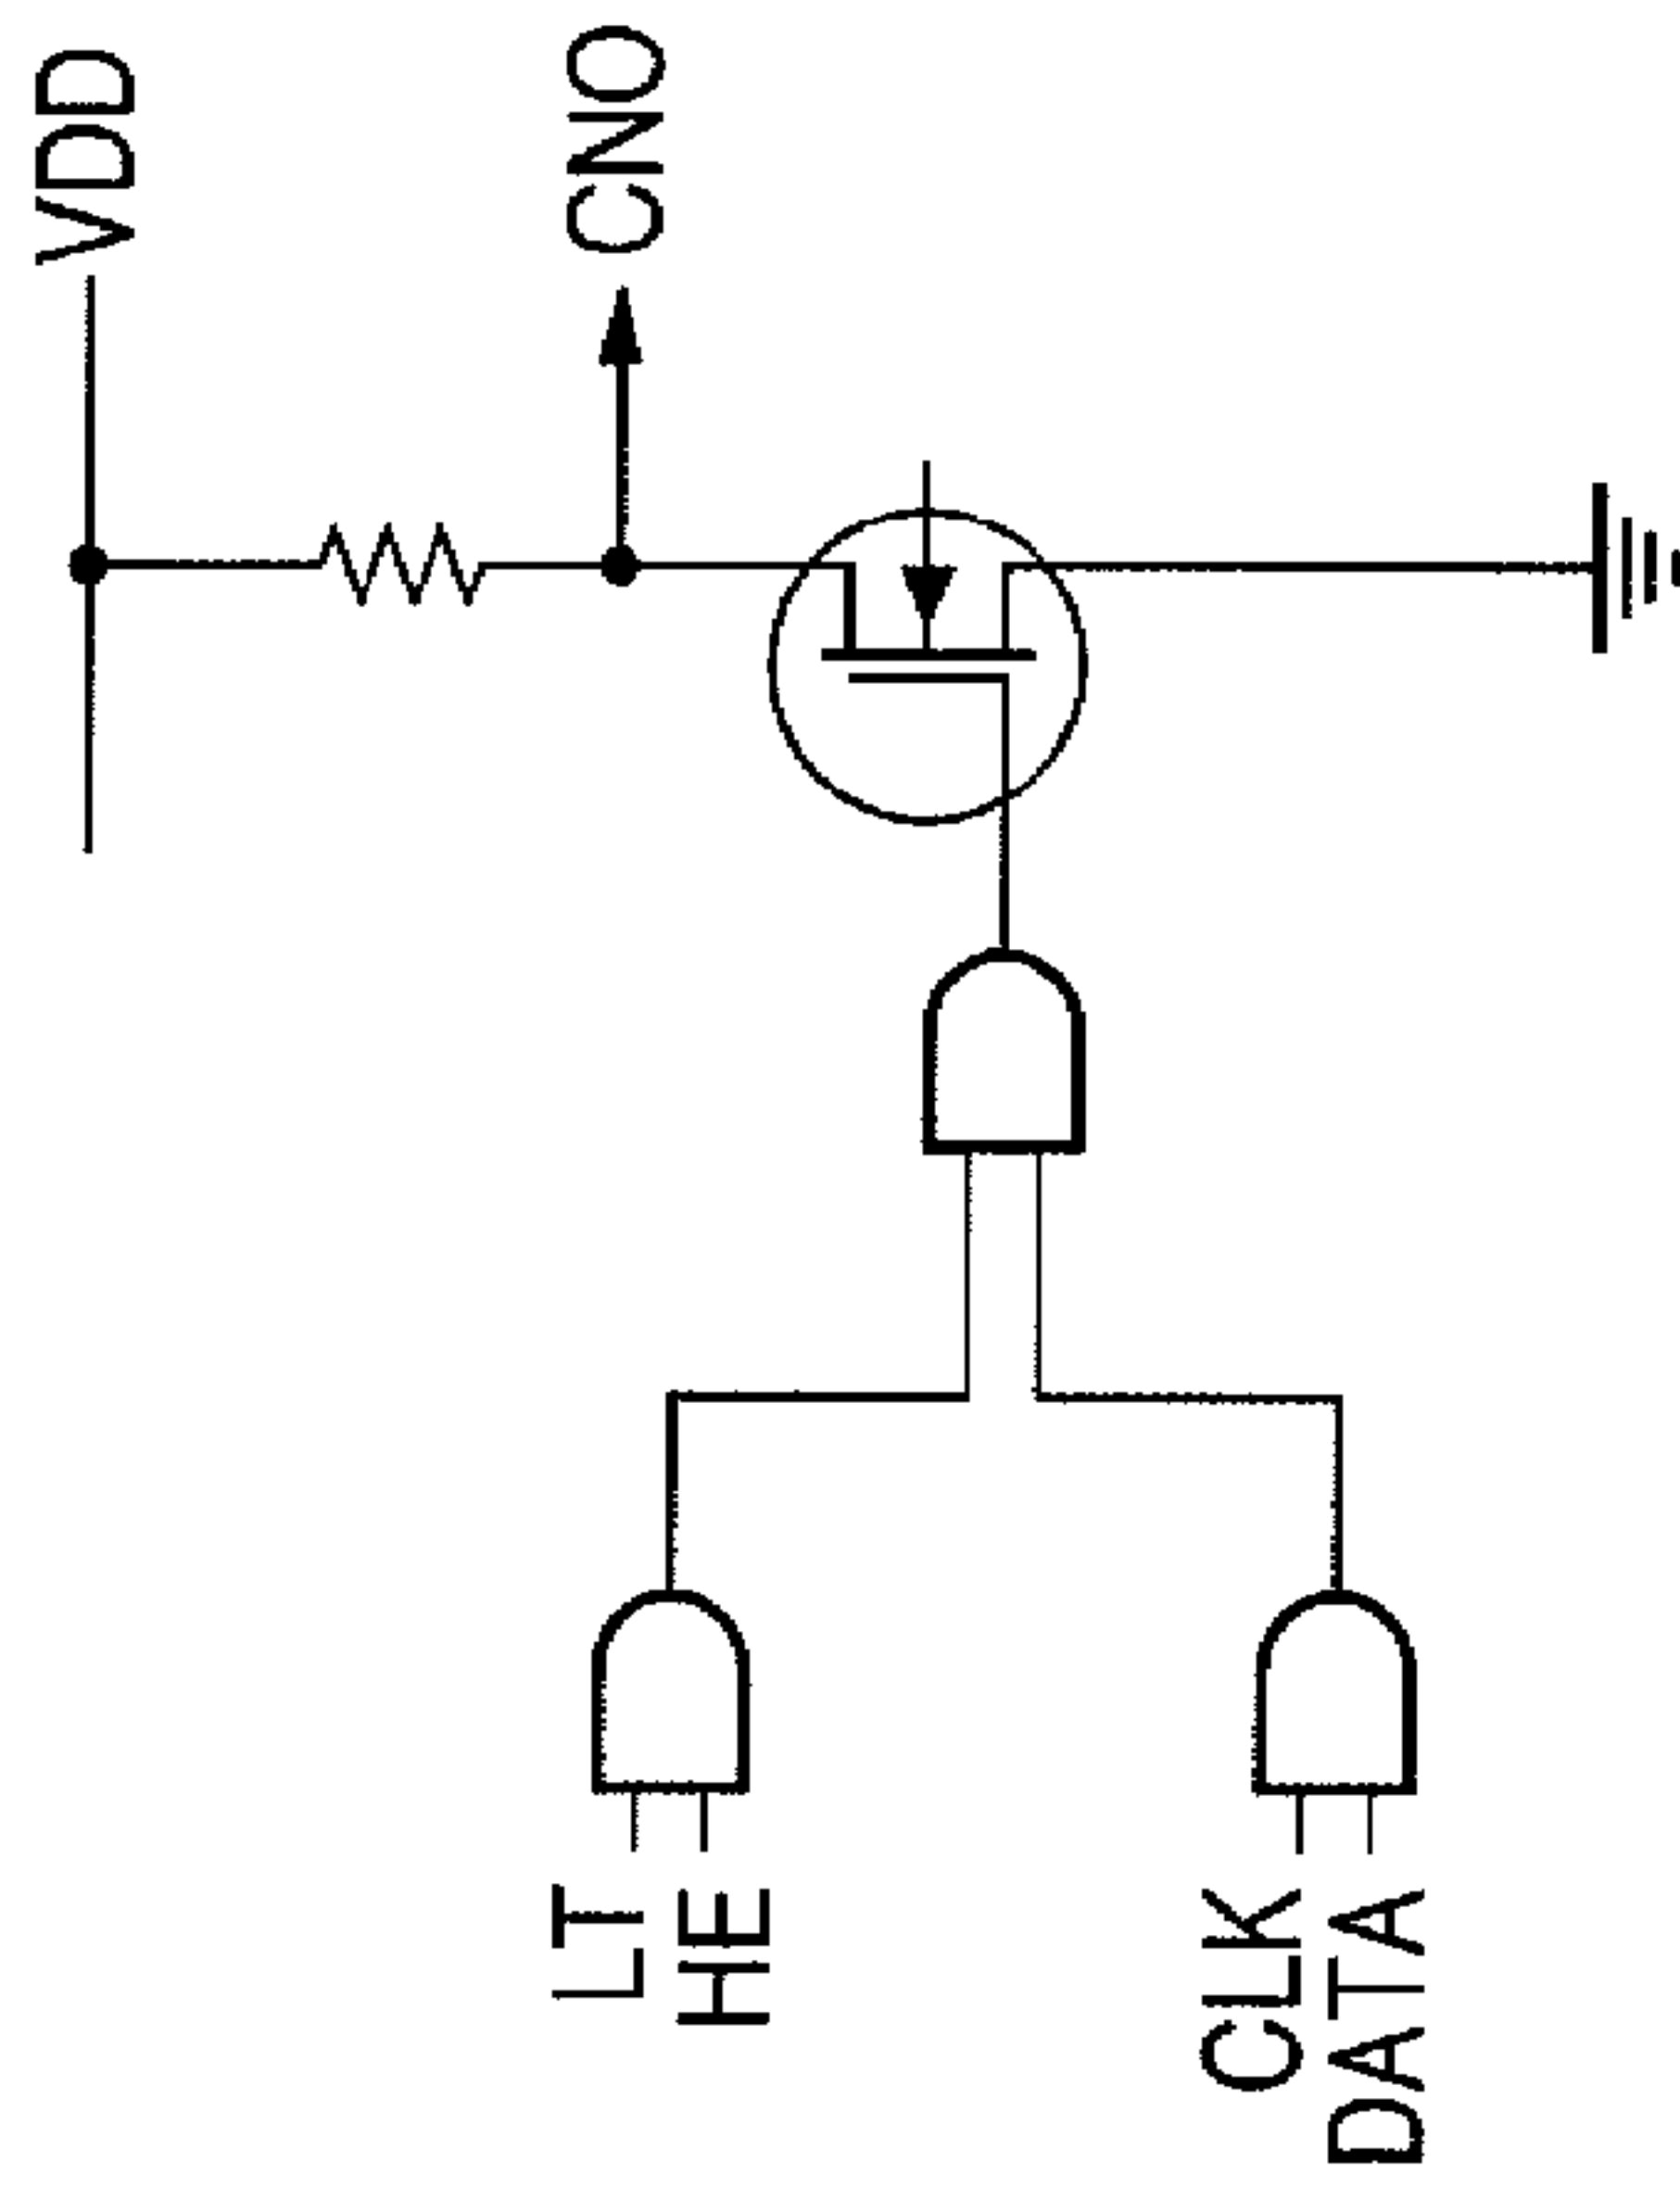 VDD
CNO
LT
HE
CLK
DATA